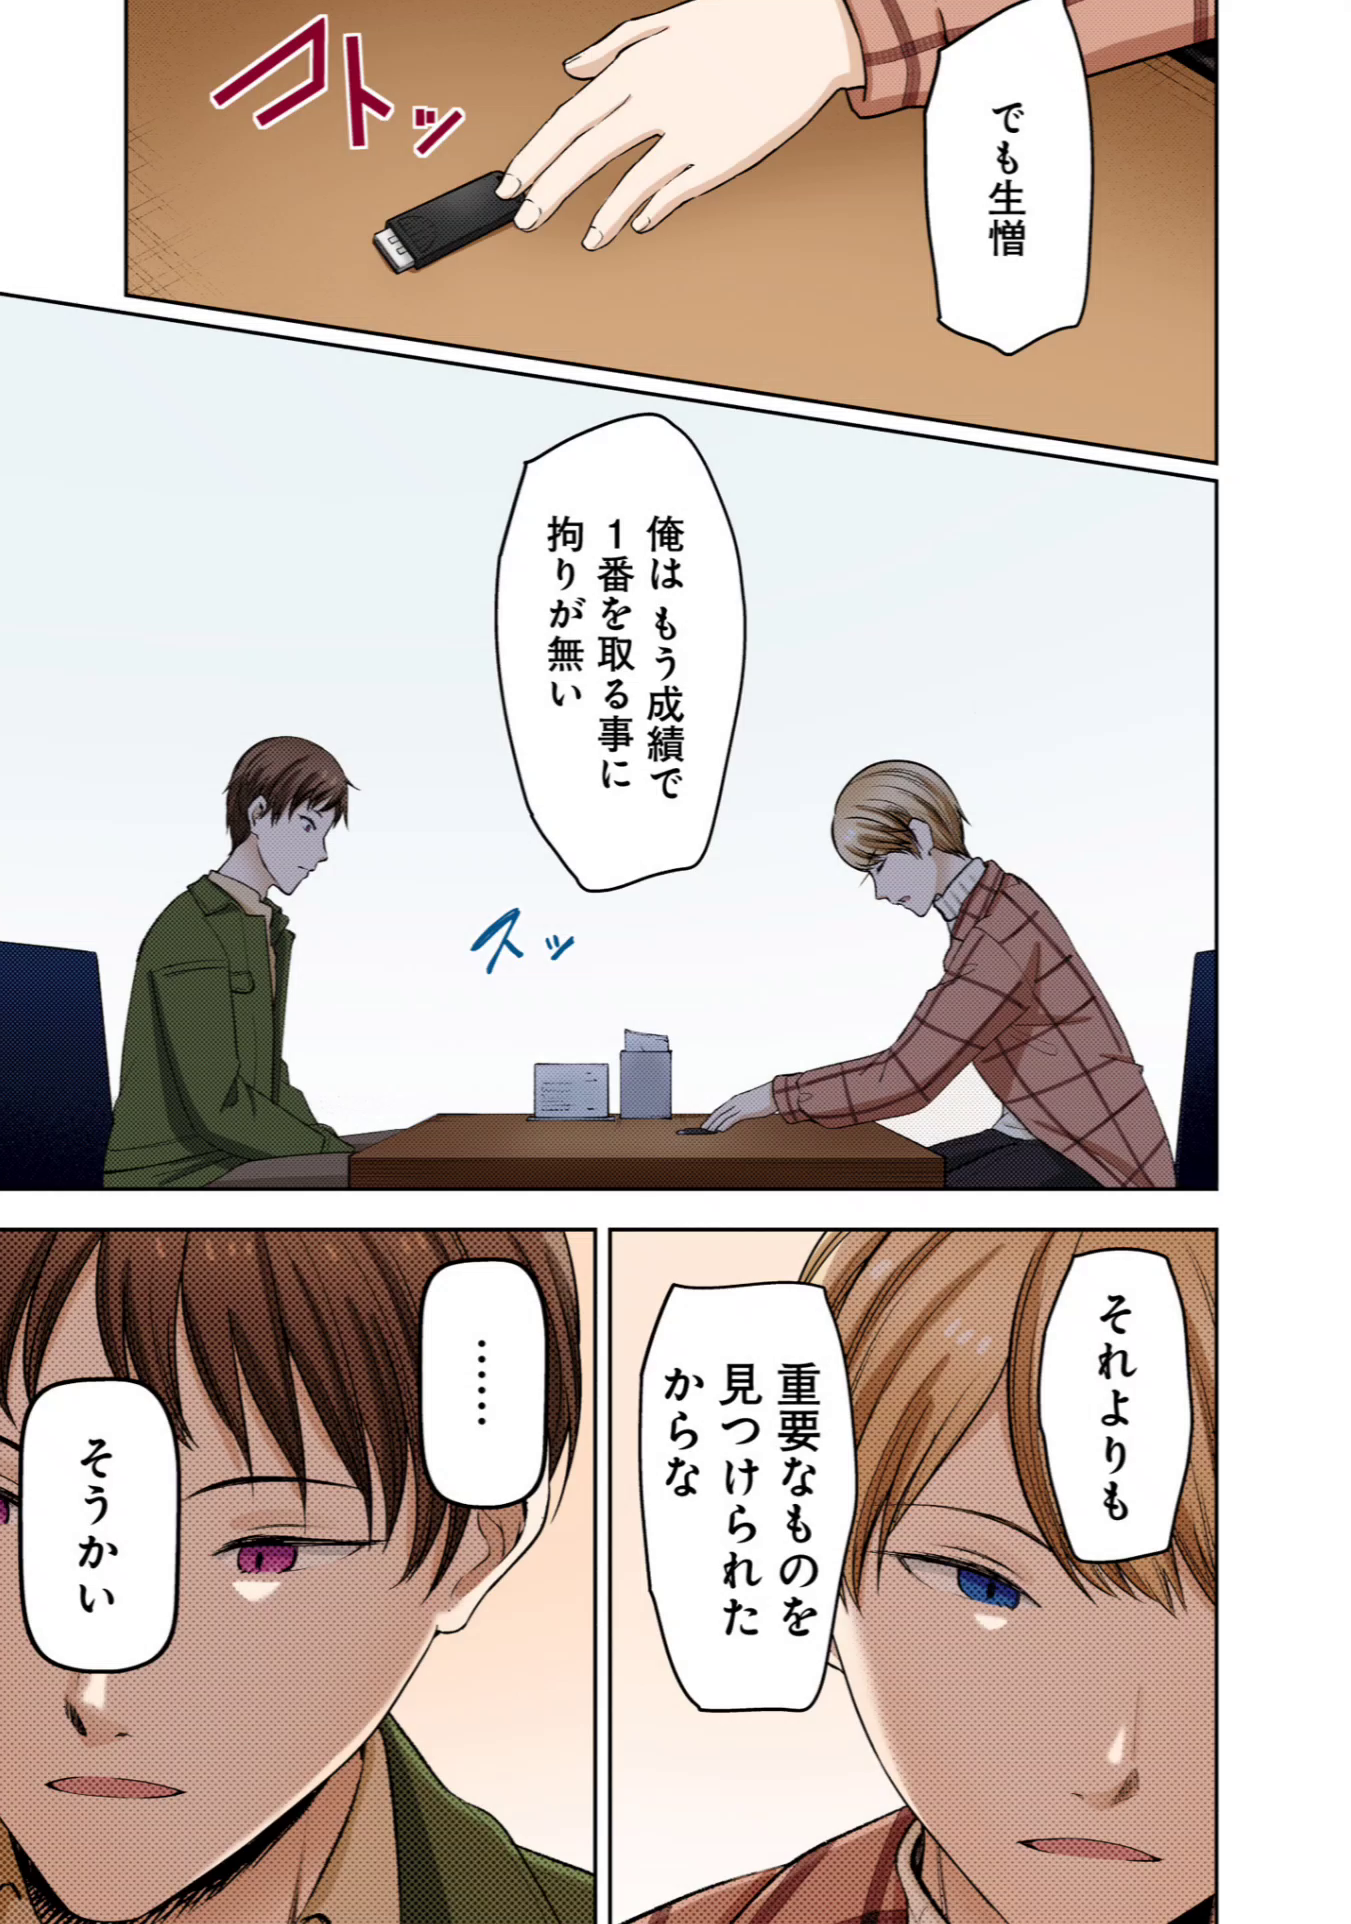 でも生憎
コトッ
俺はもう成績で
1番を取る事に
拘りが無い
スッ
それよりも
重要なものを
見つけられた
からな
……
そうかい